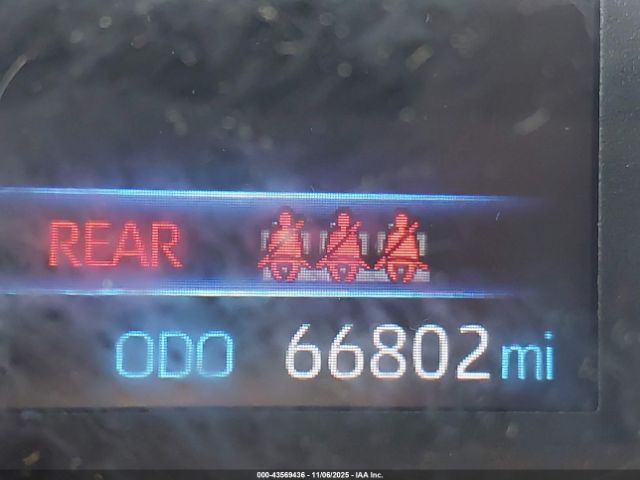 REAR
ODO 66802 mi
000-43569436 - 11/06/2025 - IAA Inc.